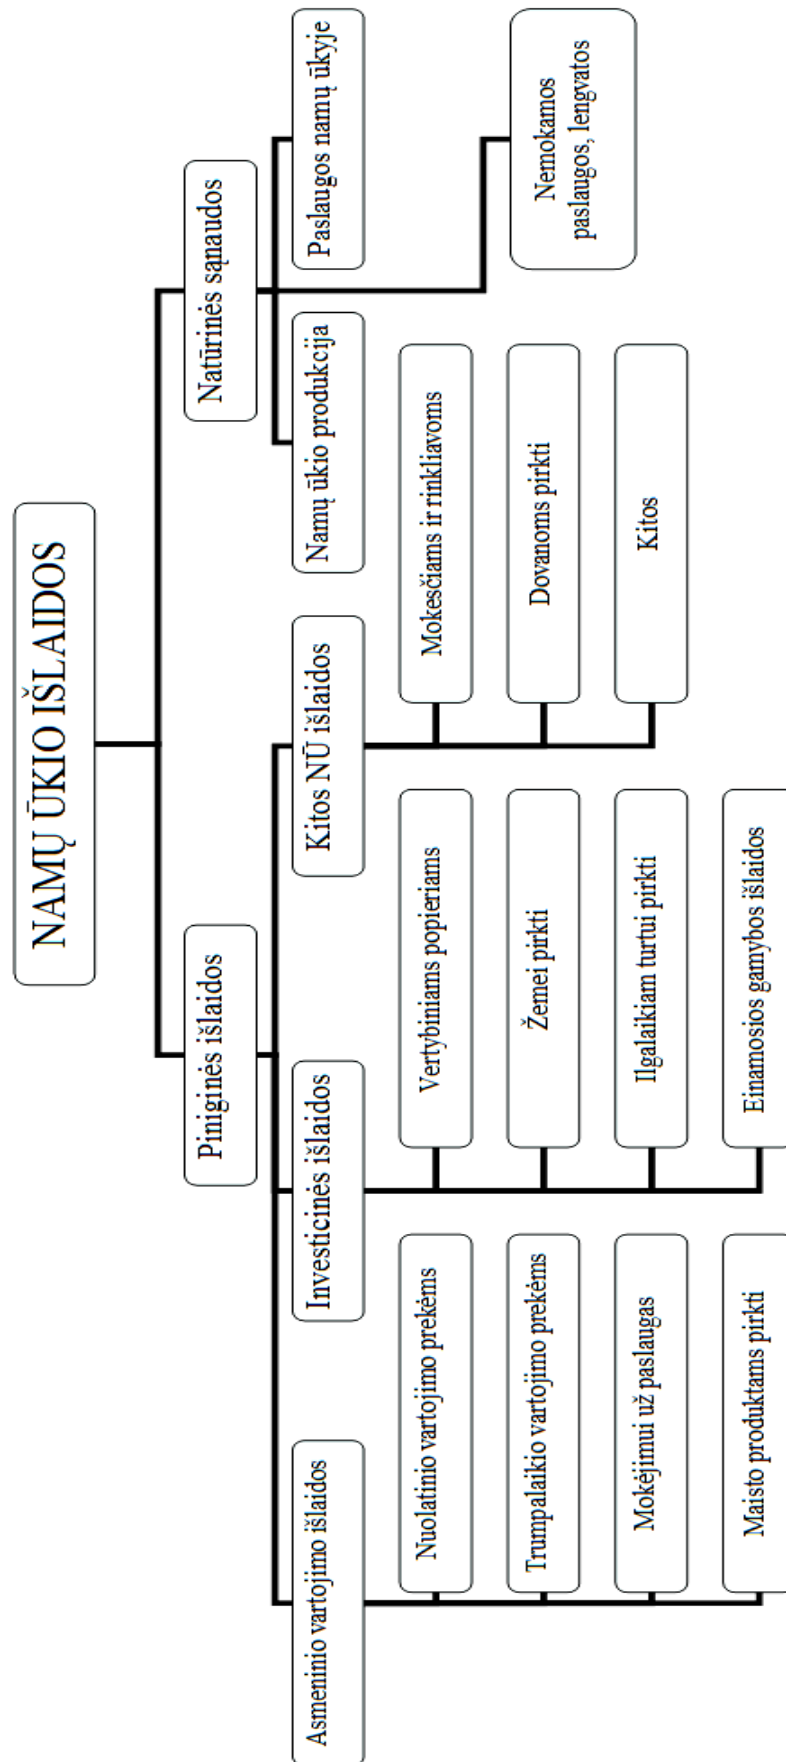 NAMŲ ŪKIO IŠLAIDOS
Piniginės išlaidos
Natūrinės sąnaudos
Asmeninio vartojimo išlaidos
Investicinės išlaidos
Kitos NŪ išlaidos
Namų ūkio produkcija
Paslaugos namų ūkyje
Nuolatinio vartojimo prekėms
Trumpalaikio vartojimo prekėms
Mokėjimui už paslaugas
Maisto produktams pirkti
Vertybiniams popieriams
Žemei pirkti
Ilgalaikiam turtui pirkti
Einamosios gamybos išlaidos
Mokesčiams ir rinkliavoms
Dovanoms pirkti
Kitos
Nemokamos
paslaugos, lengvatos